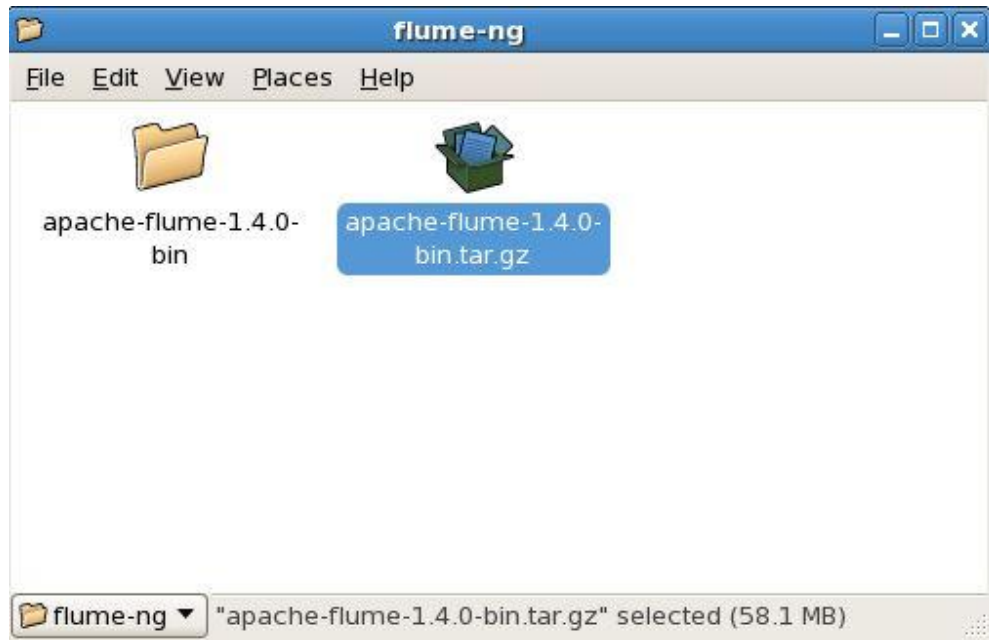 flume-ng
File Edit View Places Help
apache-flume-1.4.0-
bin
apache-flume-1.4.0-
bin.tar.gz
flume-ng "apache-flume-1.4.0-bin.tar.gz" selected (58.1 MB)